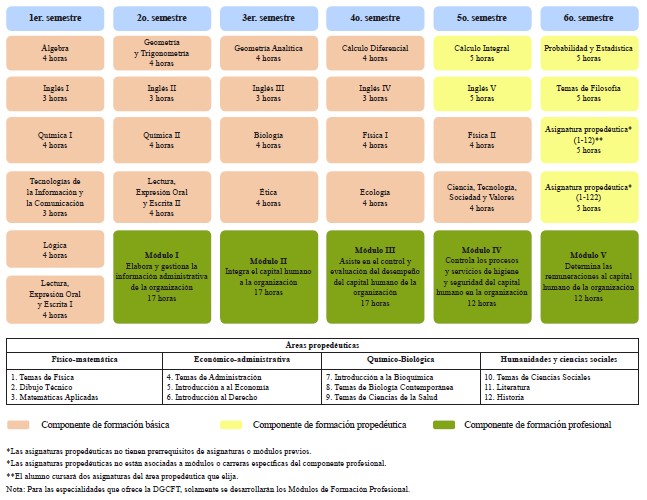 1er. semestre
2o. semestre
3er. semestre
4o. semestre
5o. semestre
6o. semestre
Álgebra
4 horas
Geometría
y Trigonometría
4 horas
Geometría Analítica
4 horas
Cálculo Diferencial
4 horas
Cálculo Integral
5 horas
Probabilidad y Estadística
5 horas
Inglés I
3 horas
Inglés II
3 horas
Inglés III
3 horas
Inglés IV
3 horas
Inglés V
5 horas
Temas de Filosofía
5 horas
Química I
4 horas
Química II
4 horas
Biología
4 horas
Física I
4 horas
Física II
4 horas
Asignatura propedéutica*
(1-12)**
5 horas
Tecnologías de
la Información y
la Comunicación
3 horas
Lectura,
Expresión Oral
y Escrita II
4 horas
Ética
4 horas
Ecología
4 horas
Ciencia, Tecnología,
Sociedad y Valores
4 horas
Asignatura propedéutica*
(1-122)
5 horas
Lógica
4 horas
Lectura,
Expresión Oral
y Escrita I
4 horas
Módulo I
Elabora y gestiona la
información administrativa
de la organización
17 horas
Módulo II
Integra el capital humano
a la organización
17 horas
Módulo III
Asiste en el control y
evaluación del desempeño
del capital humano de la
organización
17 horas
Módulo IV
Controla los procesos
y servicios de higiene
y seguridad del capital
humano en la organización
12 horas
Módulo V
Determina las
remuneraciones al capital
humano de la organización
12 horas
Áreas propedéuticas
Físico-matemática
Económico-administrativa
Químico-Biológica
Humanidades y ciencias sociales
1. Temas de Física
2. Dibujo Técnico
3. Matemáticas Aplicadas
4. Temas de Administración
5. Introducción a al Economía
6. Introducción al Derecho
7. Introducción a la Bioquímica
8. Temas de Biología Contemporánea
9. Temas de Ciencias de la Salud
10. Temas de Ciencias Sociales
11. Literatura
12. Historia
Componente de formación básica
Componente de formación propedéutica
Componente de formación profesional
*Las asignaturas propedéuticas no tienen prerrequisitos de asignaturas o módulos previos.
*Las asignaturas propedéuticas no están asociadas a módulos o carreras específicas del componente profesional.
**El alumno cursará dos asignaturas del área propedéutica que elija.
Nota: Para las especialidades que ofrece la DGCFT, solamente se desarrollarán los Módulos de Formación Profesional.